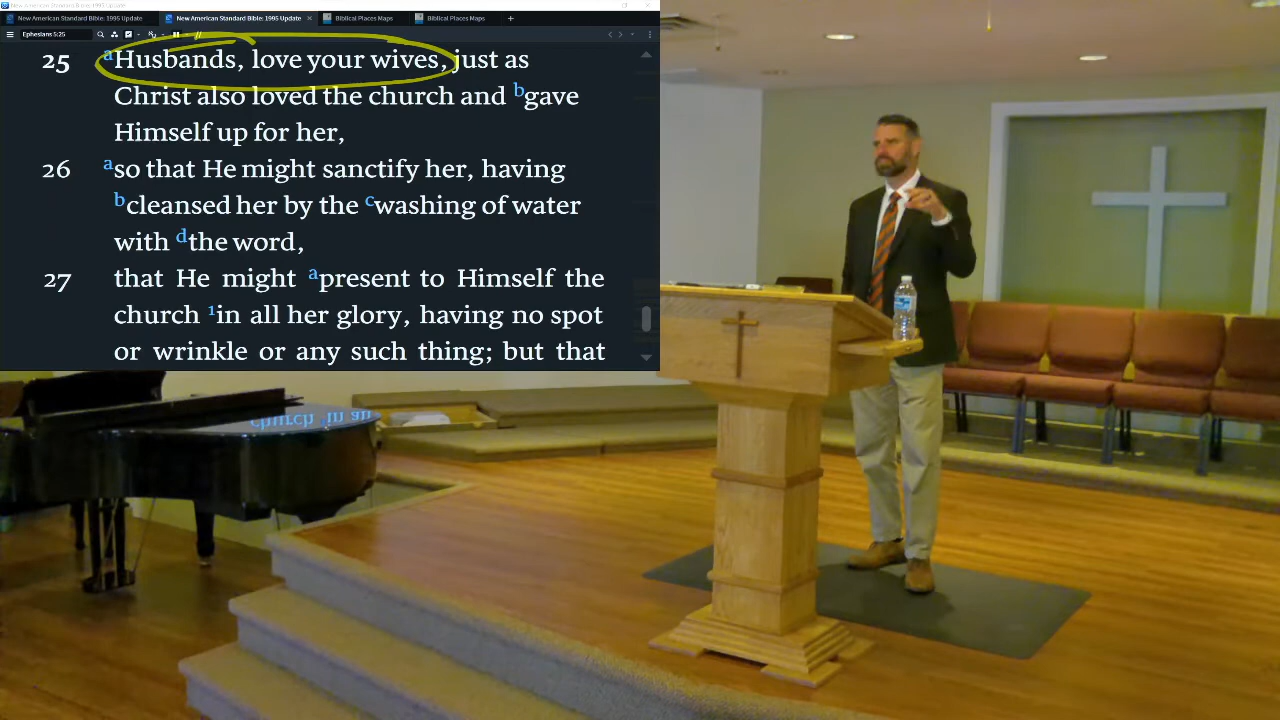 New American Standard Bible: 1995 Update
New American Standard Bible: 1995 Update
Biblical Places Maps
Biblical Places Maps
Ephesians 5:25
25 aHusbands, love your wives, just as
Christ also loved the church and bgave
Himself up for her,
26 aso that He might sanctify her, having
bcleansed her by the cwashing of water
with dthe word,
27 that He might apresent to Himself the
church 1in all her glory, having no spot
or wrinkle or any such thing; but that
church in all